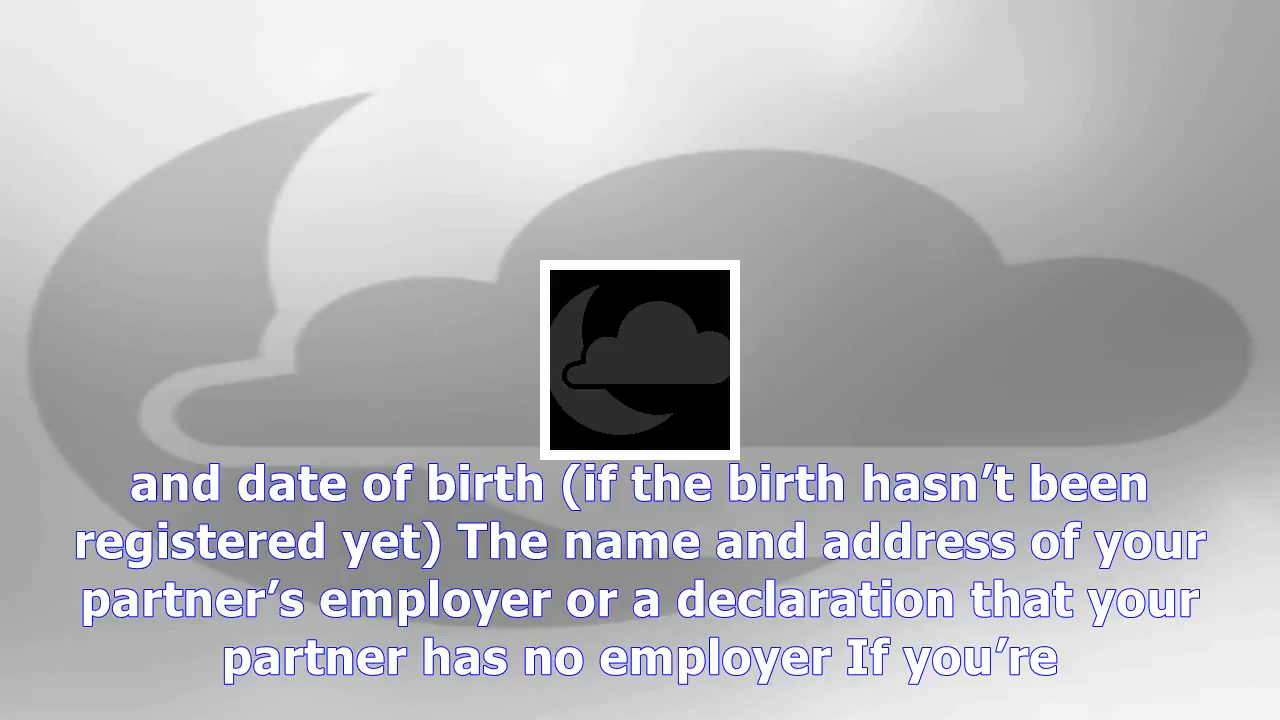 and date of birth (if the birth hasn’t been
registered yet) The name and address of your
partner’s employer or a declaration that your
partner has no employer If you’re